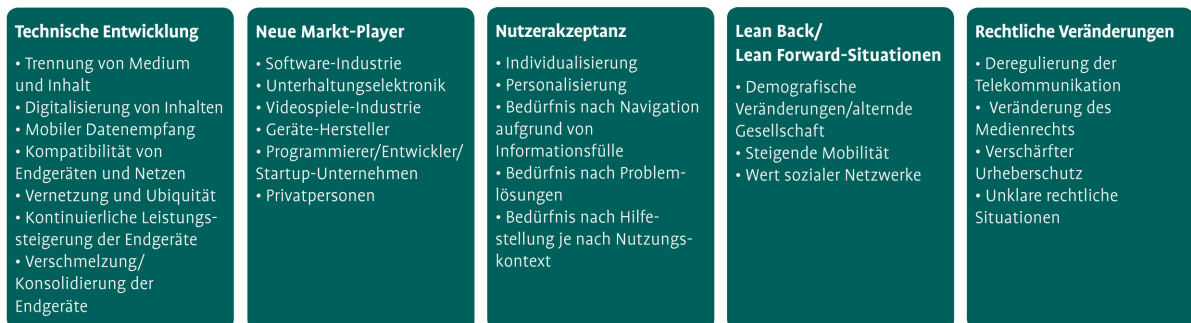 Technische Entwicklung
• Trennung von Medium
und Inhalt
• Digitalisierung von Inhalten
• Mobiler Datenempfang
• Kompatibilität von
Endgeräten und Netzen
• Vernetzung und Ubiquität
• Kontinuierliche Leistungs-
steigerung der Endgeräte
• Verschmelzung/
Konsolidierung der
Endgeräte
Neue Markt-Player
• Software-Industrie
• Unterhaltungselektronik
• Videospiele-Industrie
• Geräte-Hersteller
• Programmierer/Entwickler/
Startup-Unternehmen
• Privatpersonen
Nutzerakzeptanz
• Individualisierung
• Personalisierung
• Bedürfnis nach Navigation
aufgrund von
Informationsfülle
• Bedürfnis nach Problem-
lösungen
• Bedürfnis nach Hilfe-
stellung je nach Nutzungs-
kontext
Lean Back/
Lean Forward-Situationen
• Demografische
Veränderungen/alternde
Gesellschaft
• Steigende Mobilität
• Wert sozialer Netzwerke
Rechtliche Veränderungen
• Deregulierung der
Telekommunikation
• Veränderung des
Medienrechts
• Verschärfter
Urheberschutz
• Unklare rechtliche
Situationen